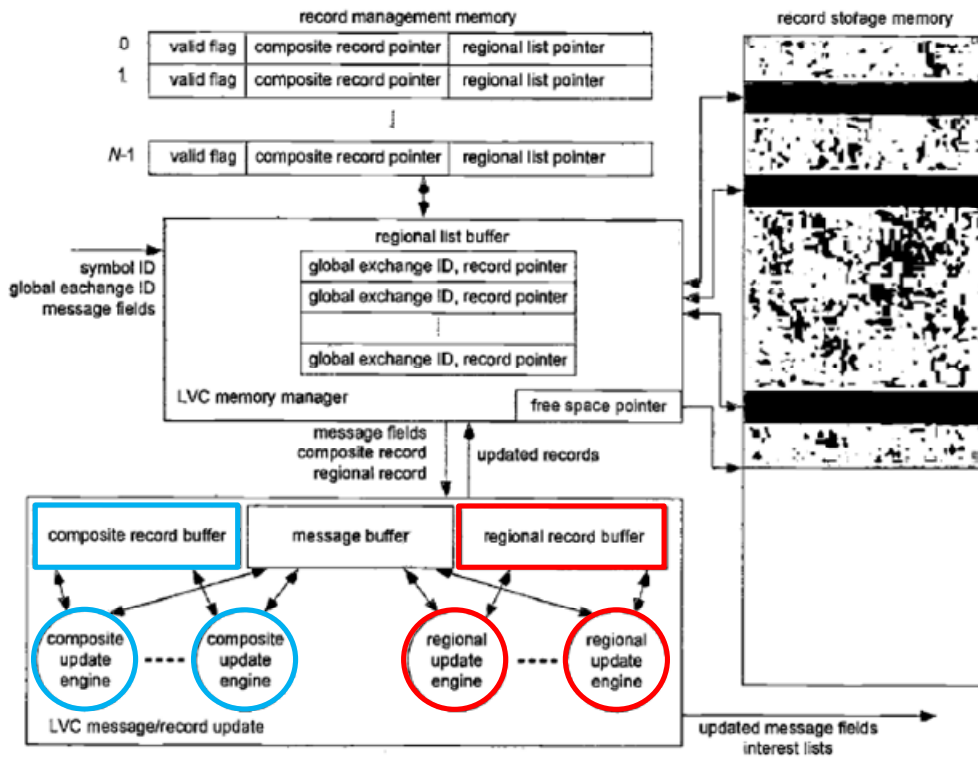 record management memory
record storage memory
0
valid flag
composite record pointer
regional list pointer
1
valid flag
composite record pointer
regional list pointer
N-1
valid flag
composite record pointer
regional list pointer
regional list buffer
symbol ID
global exchange ID
message fields
global exchange ID, record pointer
global exchange ID, record pointer
global exchange ID, record pointer
LVC memory manager
free space pointer
message fields
composite record
regional record
updated records
composite record buffer
message buffer
regional record buffer
composite
update
engine
composite
update
engine
regional
update
engine
regional
update
engine
LVC message/record update
updated message fields
interest lists